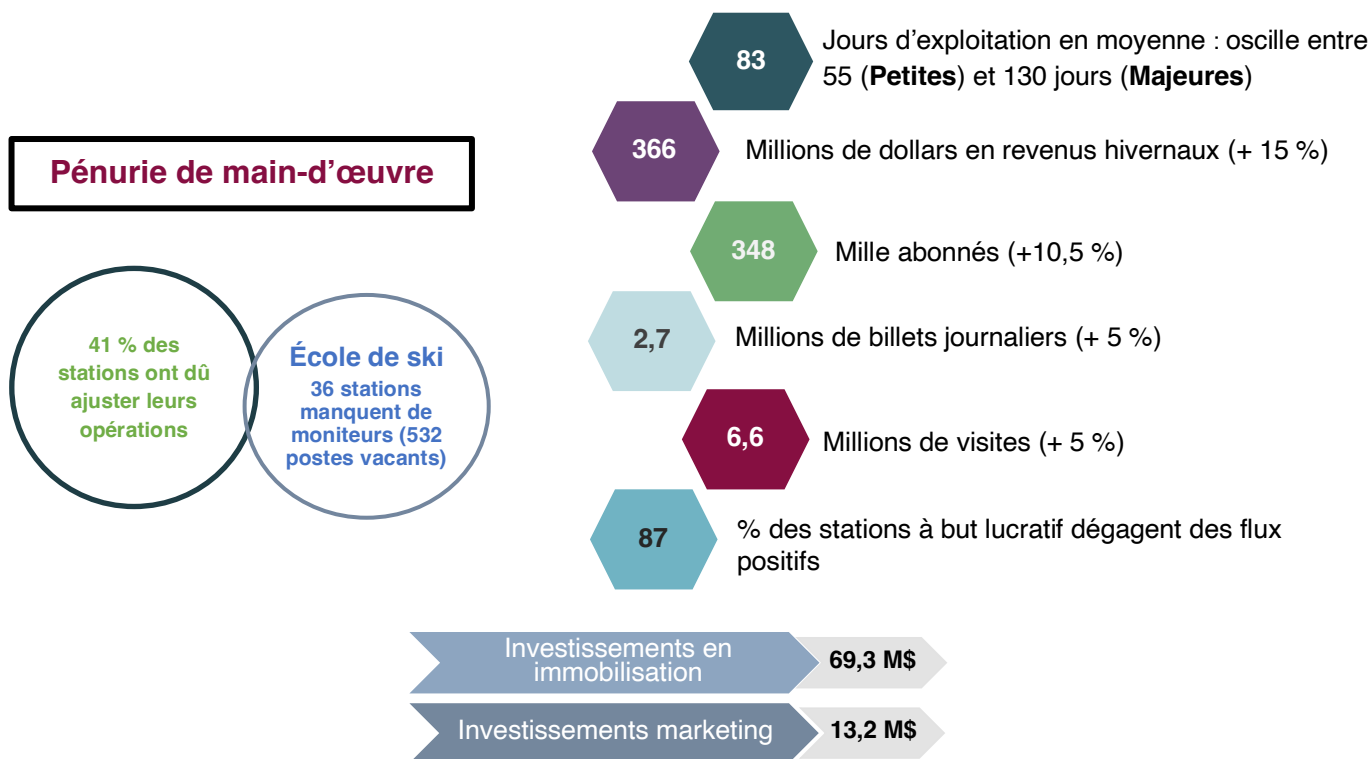 83
Jours d’exploitation en moyenne : oscille entre
55 (Petites) et 130 jours (Majeures)
366
Millions de dollars en revenus hivernaux (+ 15 %)
Pénurie de main-d’œuvre
348
Mille abonnés (+10,5 %)
2,7
Millions de billets journaliers (+ 5 %)
41 % des
stations ont dû
ajuster leurs
opérations
École de ski
36 stations
manquent de
moniteurs (532
postes vacants)
6,6
Millions de visites (+ 5 %)
87
% des stations à but lucratif dégagent des flux
positifs
Investissements en
immobilisation
69,3 M$
Investissements marketing
13,2 M$